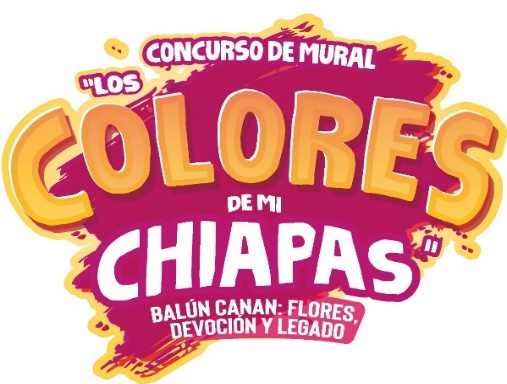 CONCURSO DE MURAL
"LOS
COLORES
DE MI
CHIAPAS"
BALÚN CANAN: FLORES,
DEVOCIÓN Y LEGADO